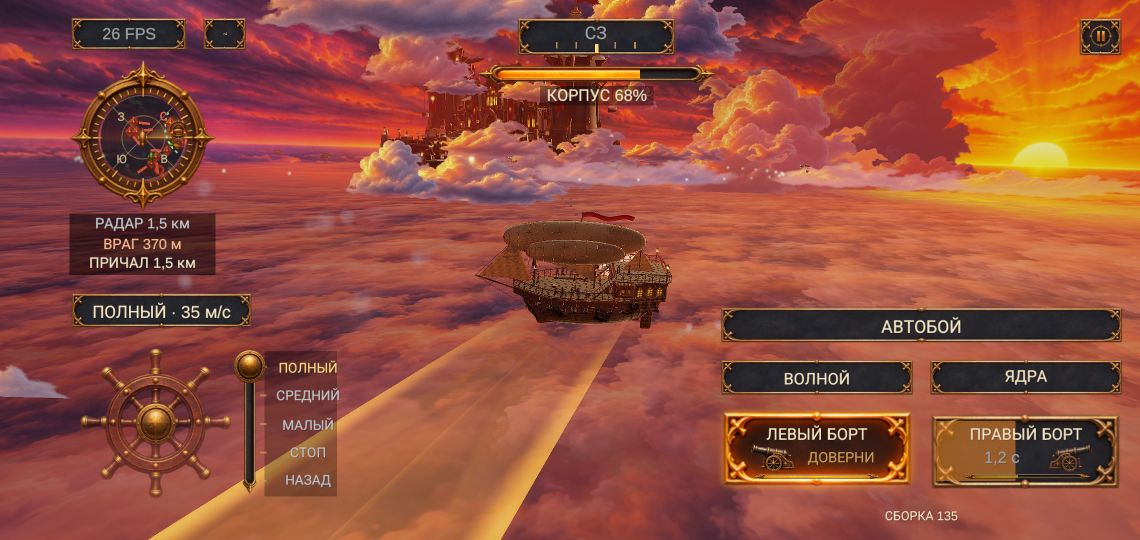 26 FPS
СЗ
КОРПУС 68%
З
С
Ю
В
РАДАР 1,5 км
ВРАГ 370 м
ПРИЧАЛ 1,5 км
ПОЛНЫЙ · 35 м/с
ПОЛНЫЙ
СРЕДНИЙ
МАЛЫЙ
СТОП
НАЗАД
АВТОБОЙ
ВОЛНОЙ
ЯДРА
ЛЕВЫЙ БОРТ
ДОВЕРНИ
ПРАВЫЙ БОРТ
1,2 с
СБОРКА 135